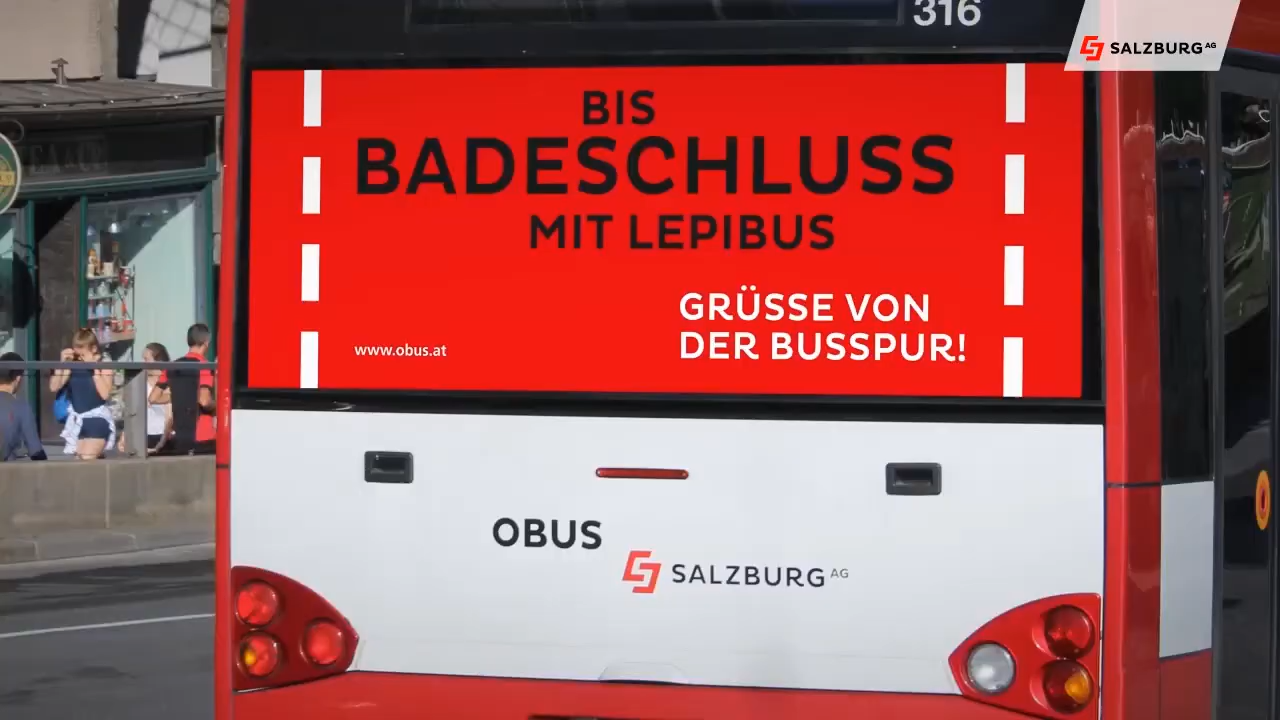 316
SALZBURG AG
BIS
BADESCHLUSS
MIT LEPIBUS
GRÜSSE VON
DER BUSSPUR!
www.obus.at
OBUS
SALZBURG AG